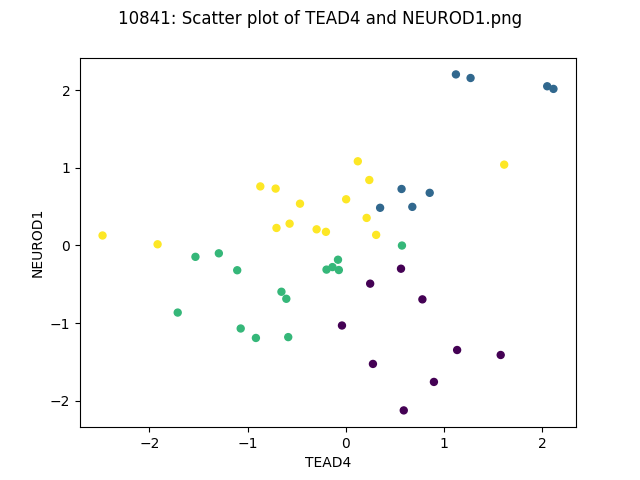 10841: Scatter plot of TEAD4 and NEUROD1.png
2
1
0
−1
−2
NEUROD1
−2 −1 0 1 2
TEAD4